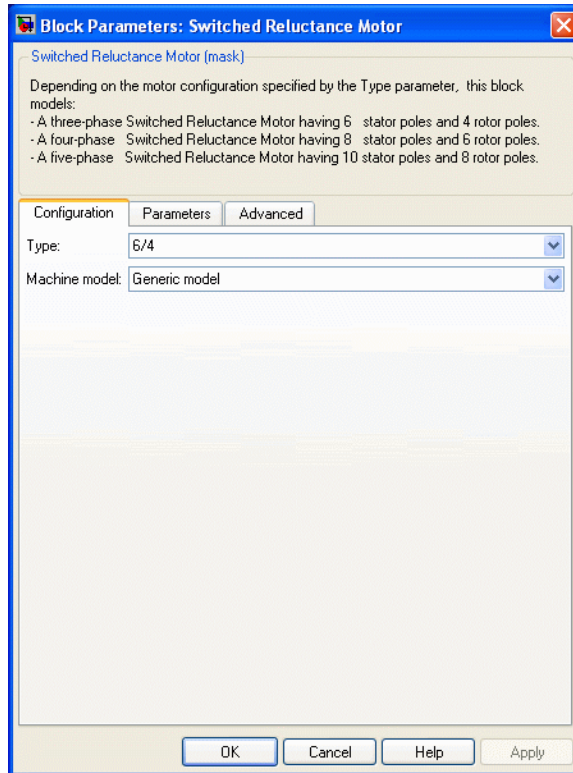 Block Parameters: Switched Reluctance Motor
Switched Reluctance Motor (mask)
Depending on the motor configuration specified by the Type parameter, this block
models:
- A three-phase Switched Reluctance Motor having 6 stator poles and 4 rotor poles.
- A four-phase Switched Reluctance Motor having 8 stator poles and 6 rotor poles.
- A five-phase Switched Reluctance Motor having 10 stator poles and 8 rotor poles.
Configuration Parameters Advanced
Type: 6/4
Machine model: Generic model
OK Cancel Help Apply